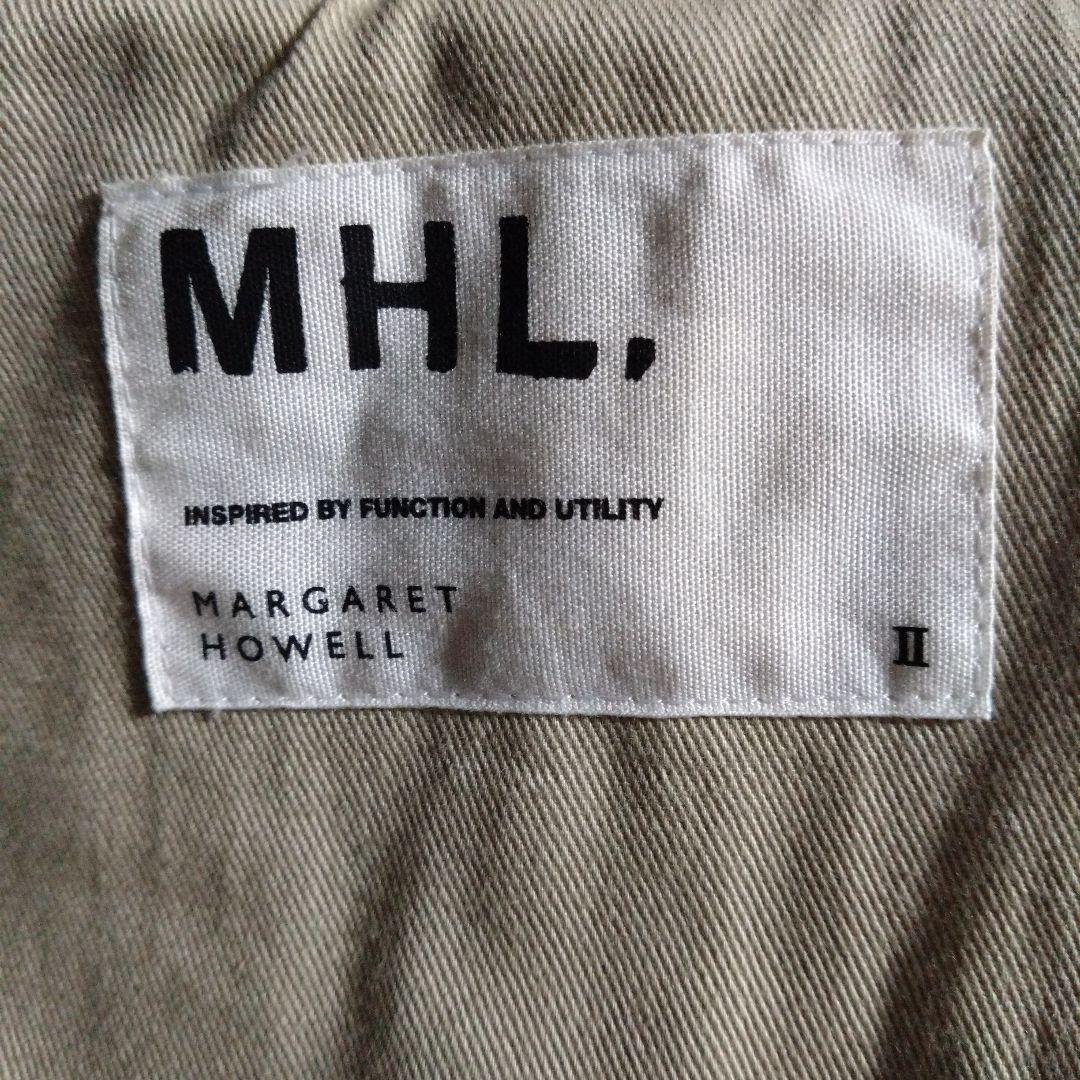 MHL.
INSPIRED BY FUNCTION AND UTILITY
MARGARET
HOWELL
II